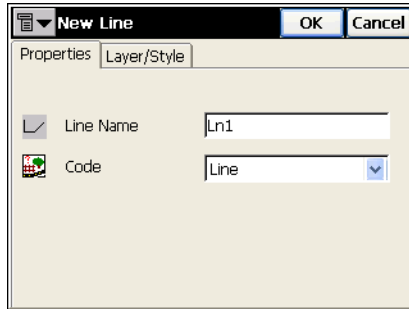 New Line OK Cancel
Properties Layer/Style
Line Name Ln1
Code Line